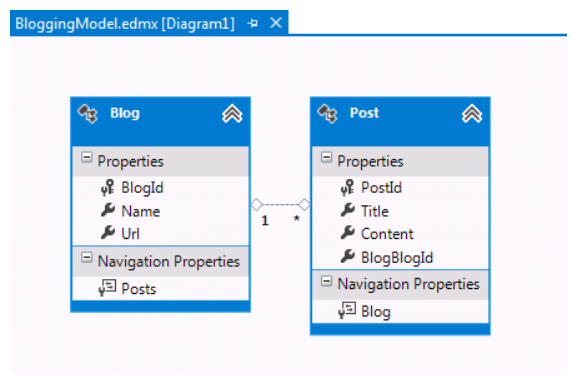 BloggingModel.edmx [Diagram1]
Blog
Properties
BlogId
Name
Url
Navigation Properties
Posts
1 *
Post
Properties
PostId
Title
Content
BlogBlogId
Navigation Properties
Blog